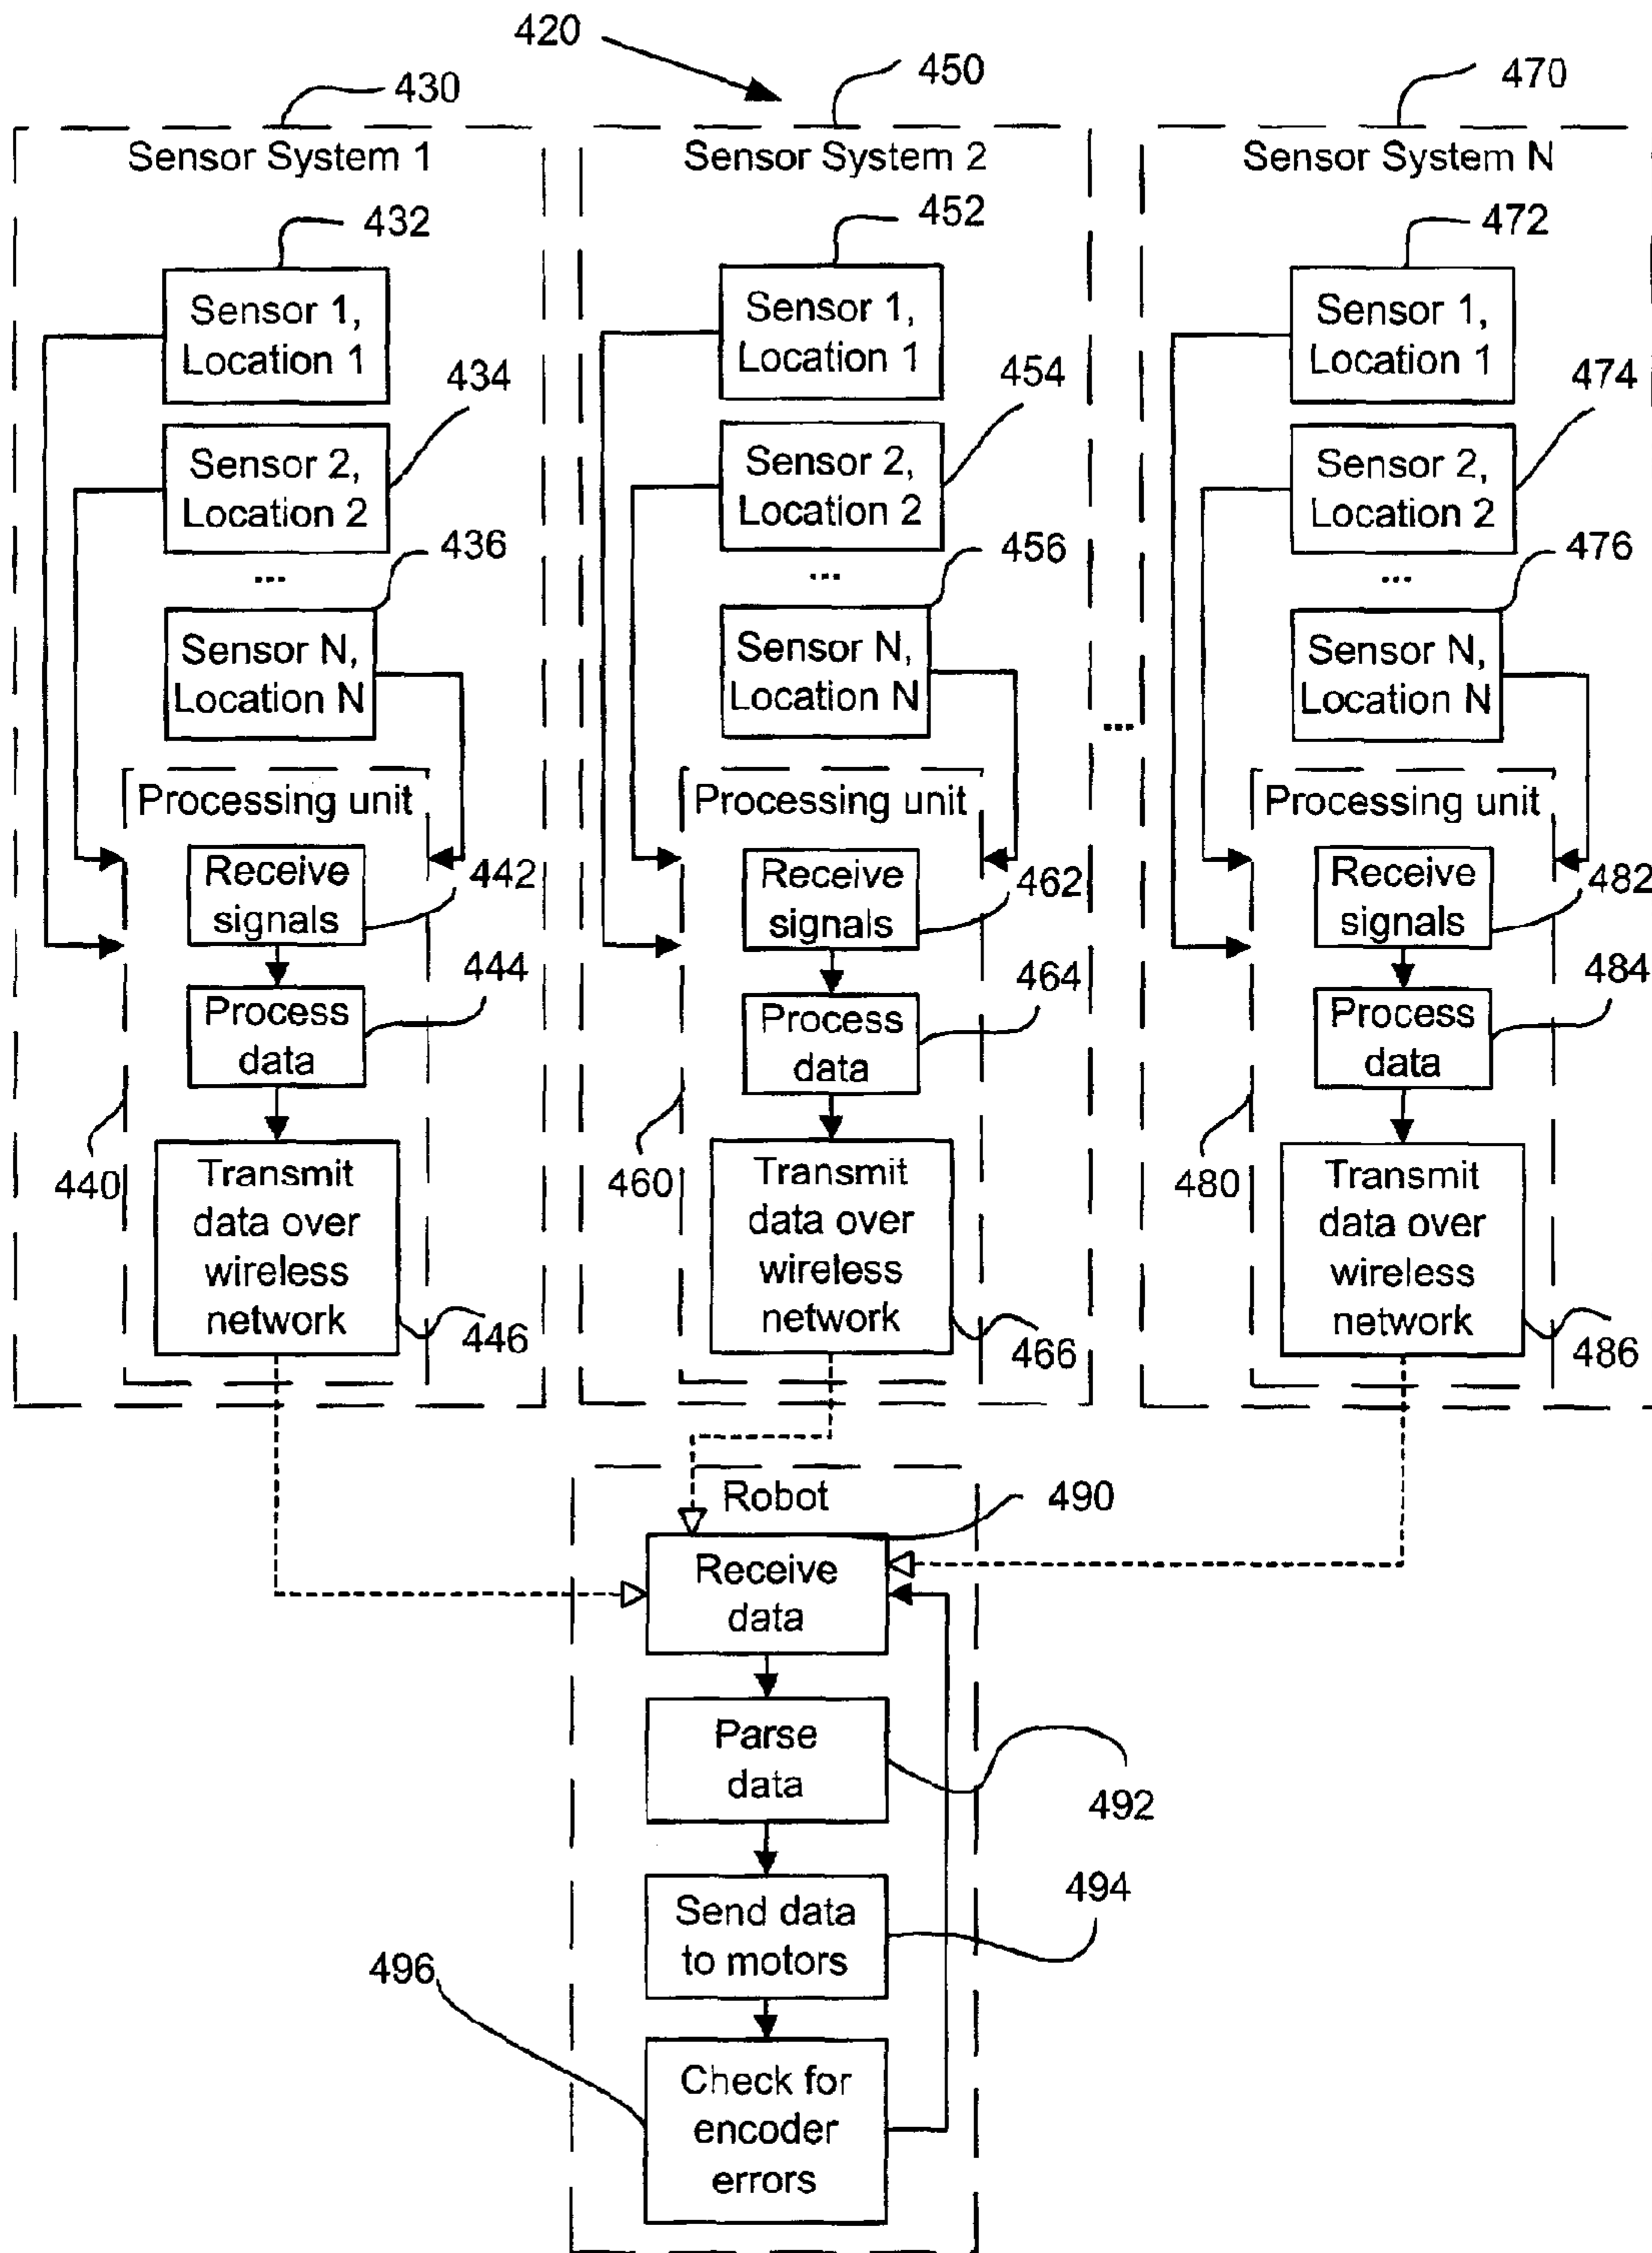 420
430
450
470
Sensor System 1
Sensor System 2
Sensor System N
432
452
472
Sensor 1,
Location 1
Sensor 1,
Location 1
Sensor 1,
Location 1
434
454
474
Sensor 2,
Location 2
Sensor 2,
Location 2
Sensor 2,
Location 2
436
456
476
...
...
...
Sensor N,
Location N
Sensor N,
Location N
Sensor N,
Location N
...
Processing unit
Processing unit
Processing unit
Receive
signals
442
Receive
signals
462
Receive
signals
482
444
464
484
Process
data
Process
data
Process
data
440
460
480
Transmit
data over
wireless
network
446
Transmit
data over
wireless
network
466
Transmit
data over
wireless
network
486
Robot
490
Receive
data
Parse
data
492
Send data
to motors
494
496
Check for
encoder
errors